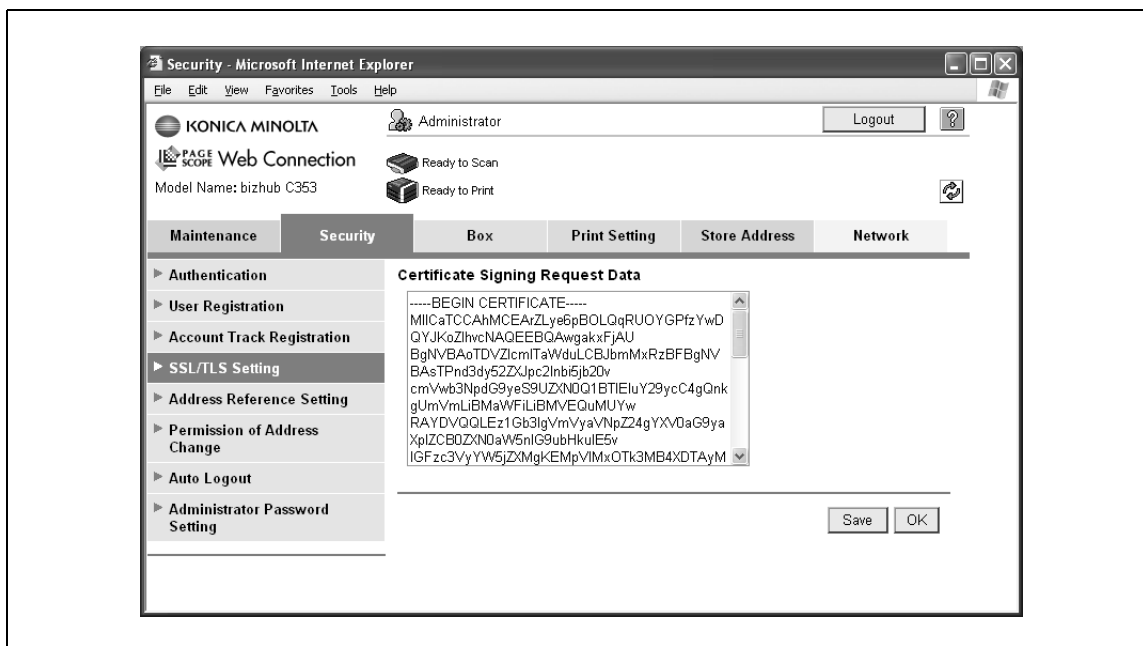 Security - Microsoft Internet Explorer
File Edit View Favorites Tools Help
KONICA MINOLTA
Administrator
Logout
?
PAGE SCOPE Web Connection
Ready to Scan
Model Name: bizhub C353
Ready to Print
Maintenance Security Box Print Setting Store Address Network
Authentication
User Registration
Account Track Registration
SSL/TLS Setting
Address Reference Setting
Permission of Address
Change
Auto Logout
Administrator Password
Setting
Certificate Signing Request Data
-----BEGIN CERTIFICATE-----
MIICaTCCAhMCEArZLye6pBOLQqRUOYGPfzYwD
QYJKoZIhvcNAQEEBQAwgakxFjAU
BgNVBAoTDVZlcmlTaWduLCBJbmMxRzBFBgNV
BAsTPnd3dy52ZXJpc2lnbi5jb20v
cmVwb3NpdG9yeS9UZXN0Q1BTIEluY29ycC4gQnk
gUmVmLiBMaWFiLiBMVEQuMUYw
RAYDVQQLEz1Gb3IgVmVyaVNpZ24gYXV0aG9ya
XplZCB0ZXN0aW5nIG9ubHkuIE5v
IGFzc3VyYW5jZXMgKEMpVlMxOTk3MB4XDTAyM
Save OK